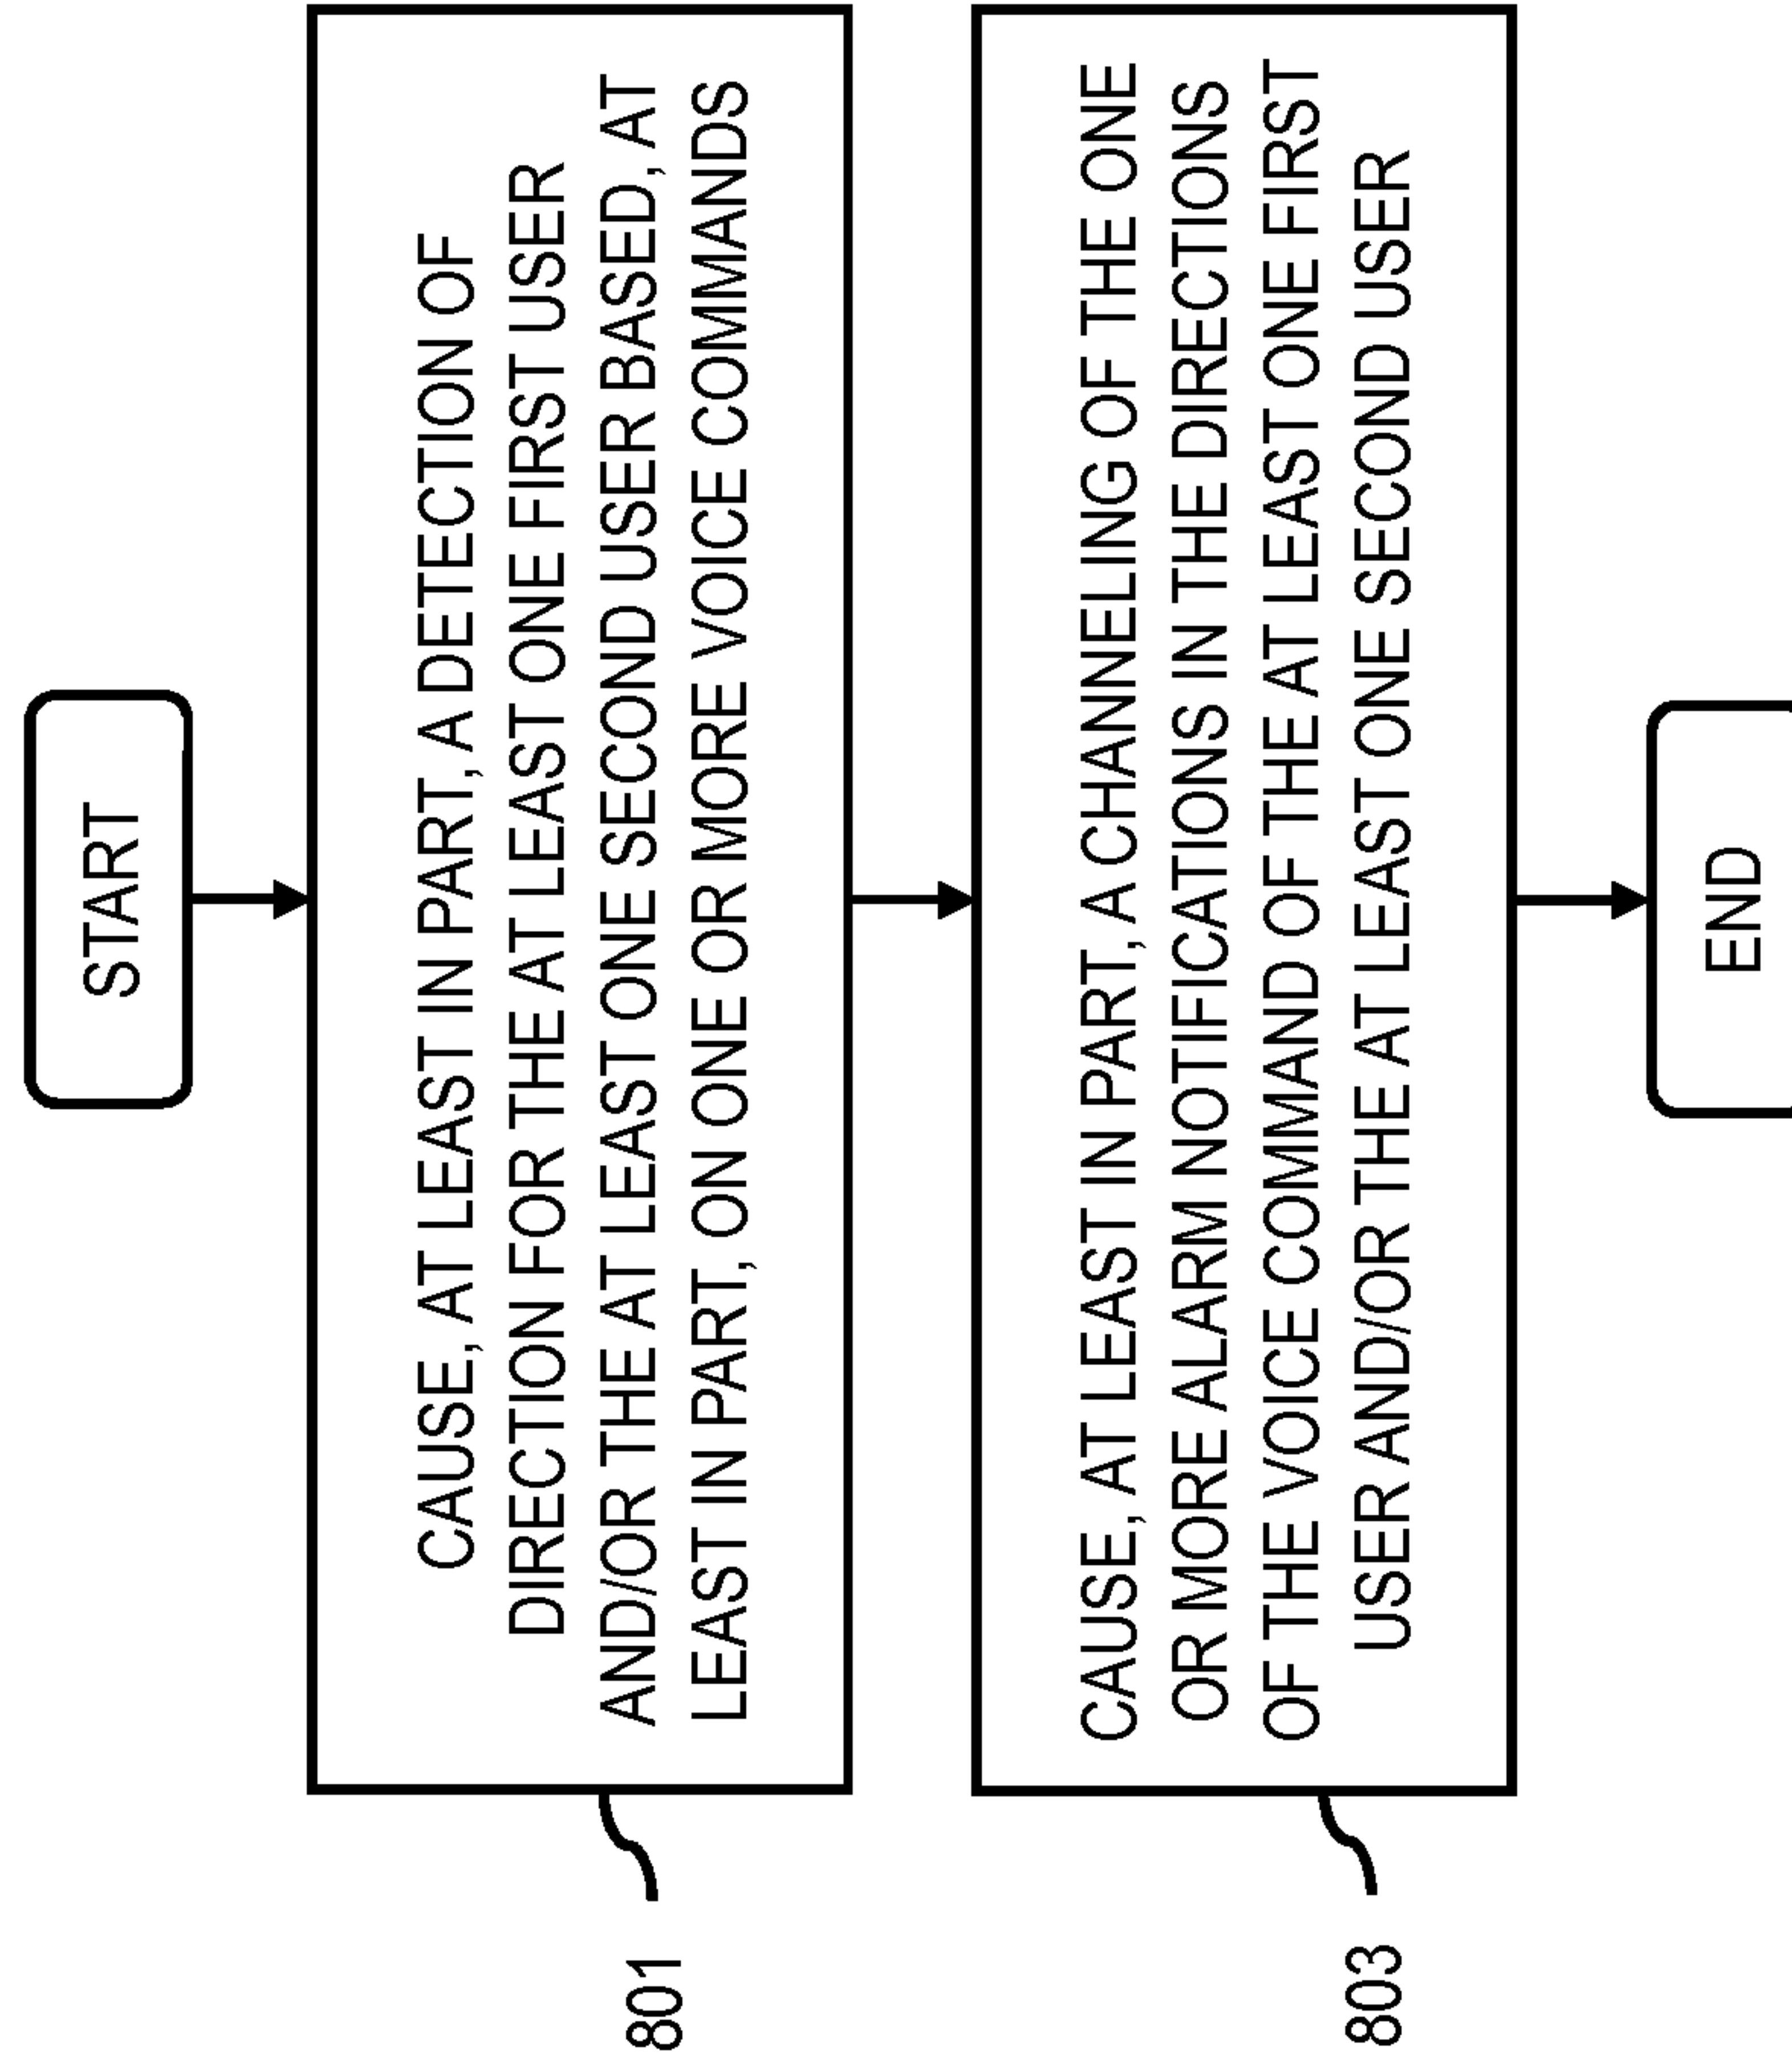 START
CAUSE, AT LEAST IN PART, A DETECTION OF
DIRECTION FOR THE AT LEAST ONE FIRST USER
AND/OR THE AT LEAST ONE SECOND USER BASED, AT
LEAST IN PART, ON ONE OR MORE VOICE COMMANDS
801
CAUSE, AT LEAST IN PART, A CHANNELING OF THE ONE
OR MORE ALARM NOTIFICATIONS IN THE DIRECTIONS
OF THE VOICE COMMAND OF THE AT LEAST ONE FIRST
USER AND/OR THE AT LEAST ONE SECOND USER
803
END